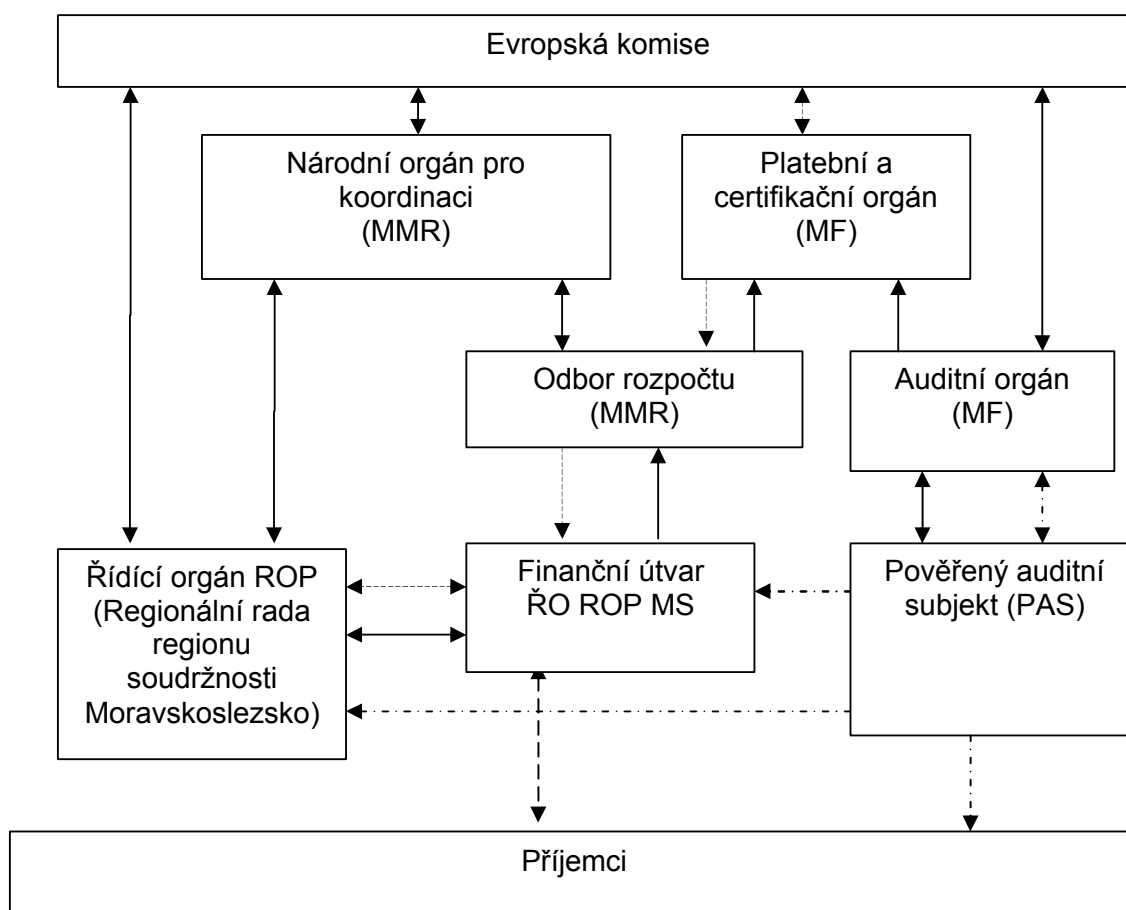 Evropská komise
Národní orgán pro
koordinaci
(MMR)
Platební a
certifikační orgán
(MF)
Odbor rozpočtu
(MMR)
Auditní orgán
(MF)
Řídící orgán ROP
(Regionální rada
regionu
soudržnosti
Moravskoslezsko)
Finanční útvar
ŘO ROP MS
Pověřený auditní
subjekt (PAS)
Příjemci